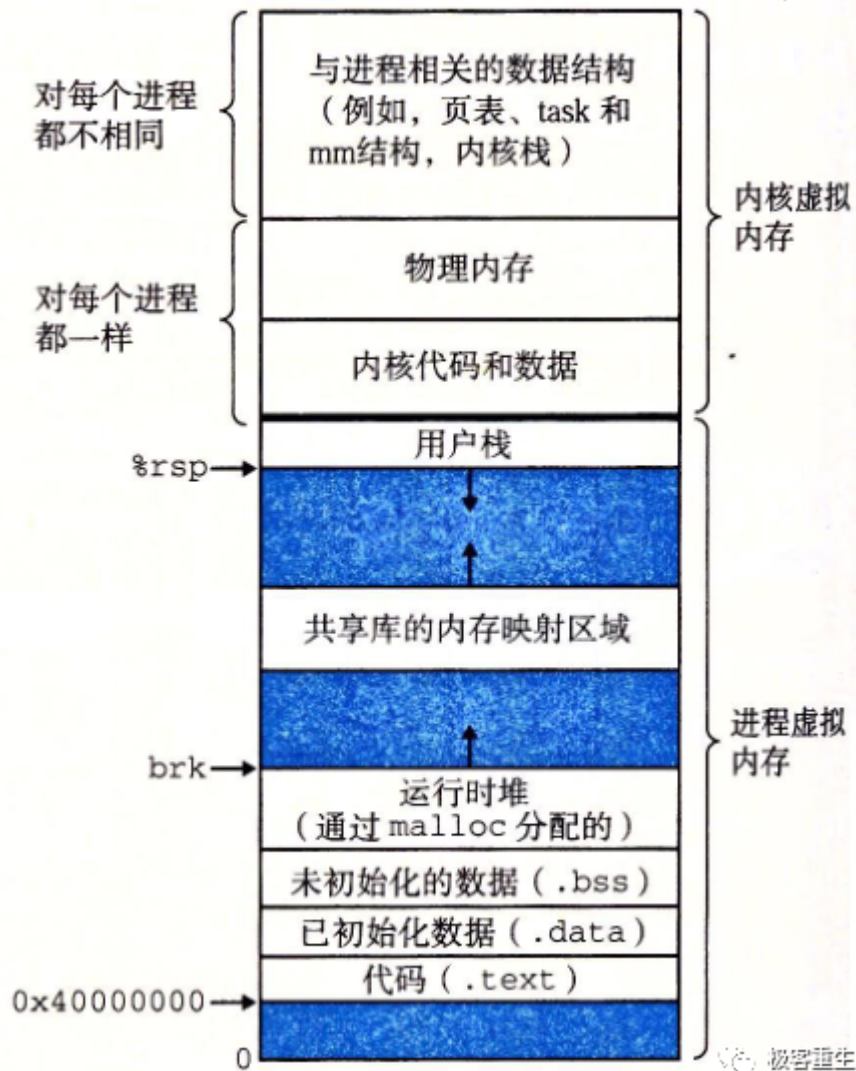 对每个进程
都不相同
与进程相关的数据结构
（例如，页表、task 和
mm结构，内核栈）
内核虚拟
内存
对每个进程
都一样
物理内存
内核代码和数据
用户栈
%rsp
共享库的内存映射区域
进程虚拟
内存
brk
运行时堆
（通过 malloc 分配的）
未初始化的数据（.bss）
已初始化数据（.data）
代码（.text）
0x40000000
0
极客重生